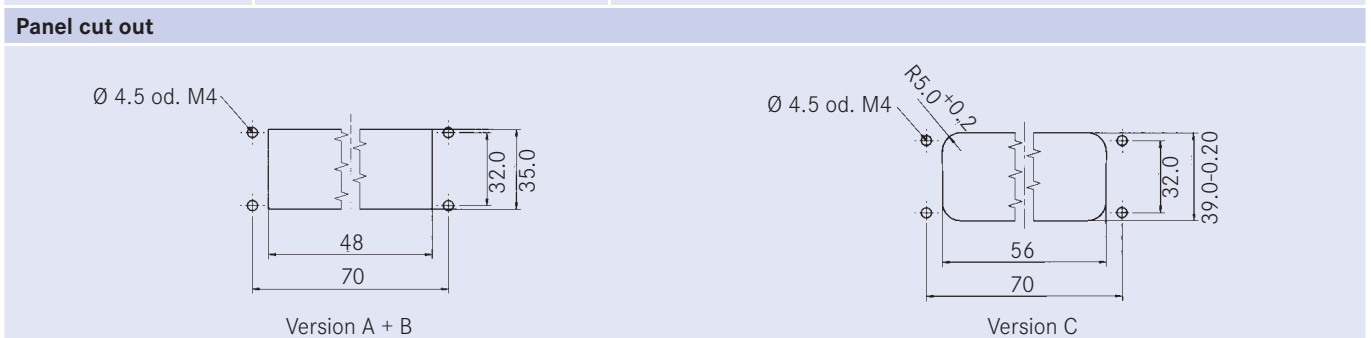 Panel cut out
Ø 4.5 od. M4
32.0
35.0
48
70
Version A + B
Ø 4.5 od. M4
R5.0+0.2
32.0
39.0-0.20
56
70
Version C